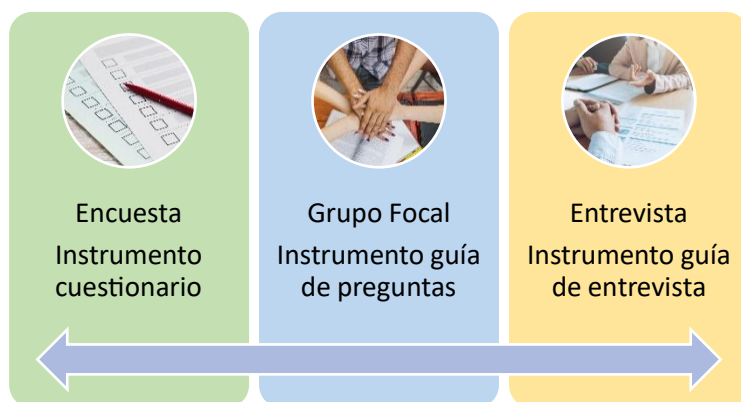 Encuesta
Instrumento
cuestionario
Grupo Focal
Instrumento guía
de preguntas
Entrevista
Instrumento guía
de entrevista